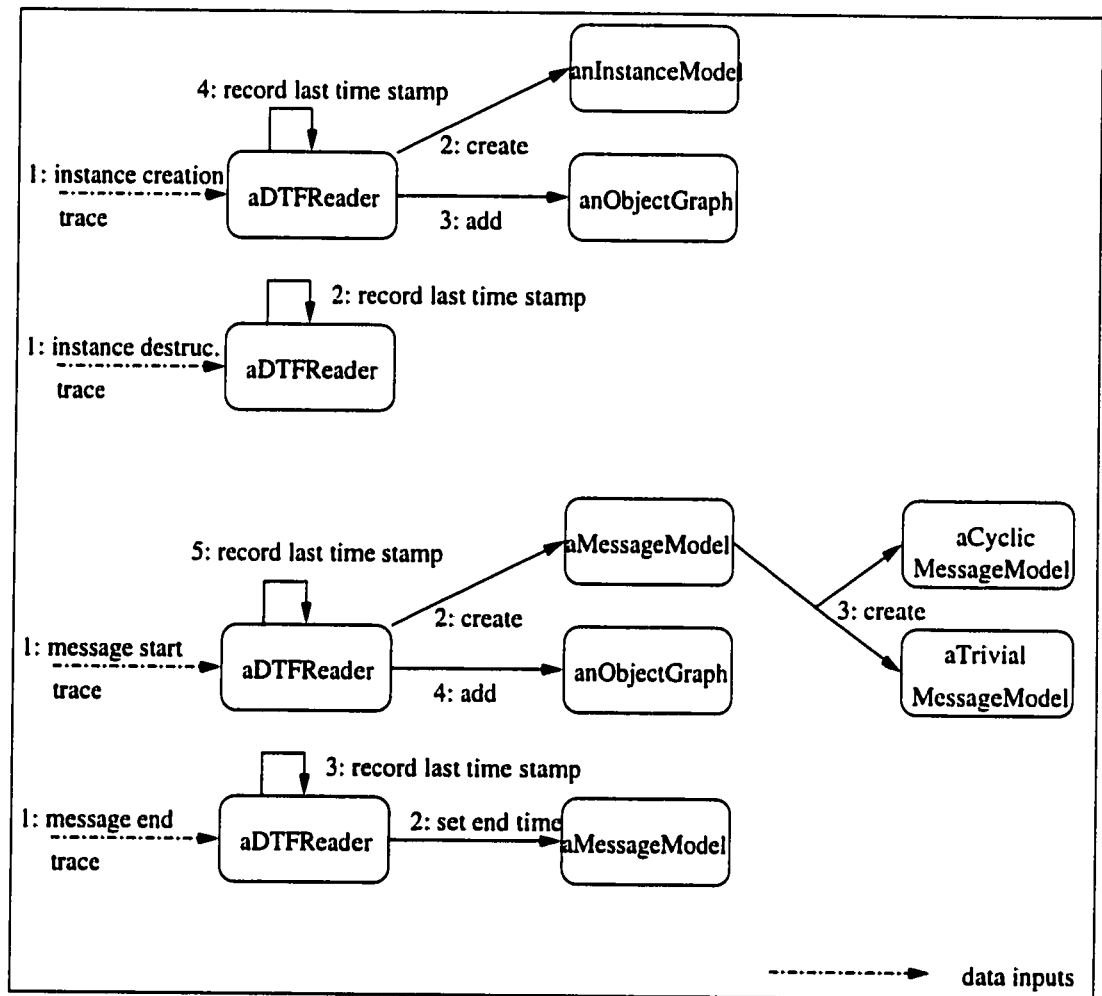 anInstanceModel
4: record last time stamp
2: create
1: instance creation
trace
aDTFReader
anObjectGraph
3: add
2: record last time stamp
1: instance destruc.
trace
aDTFReader
5: record last time stamp
aMessageModel
aCyclic
MessageModel
2: create
3: create
1: message start
trace
aDTFReader
anObjectGraph
4: add
aTrivial
MessageModel
3: record last time stamp
1: message end
trace
aDTFReader
2: set end time
aMessageModel
data inputs